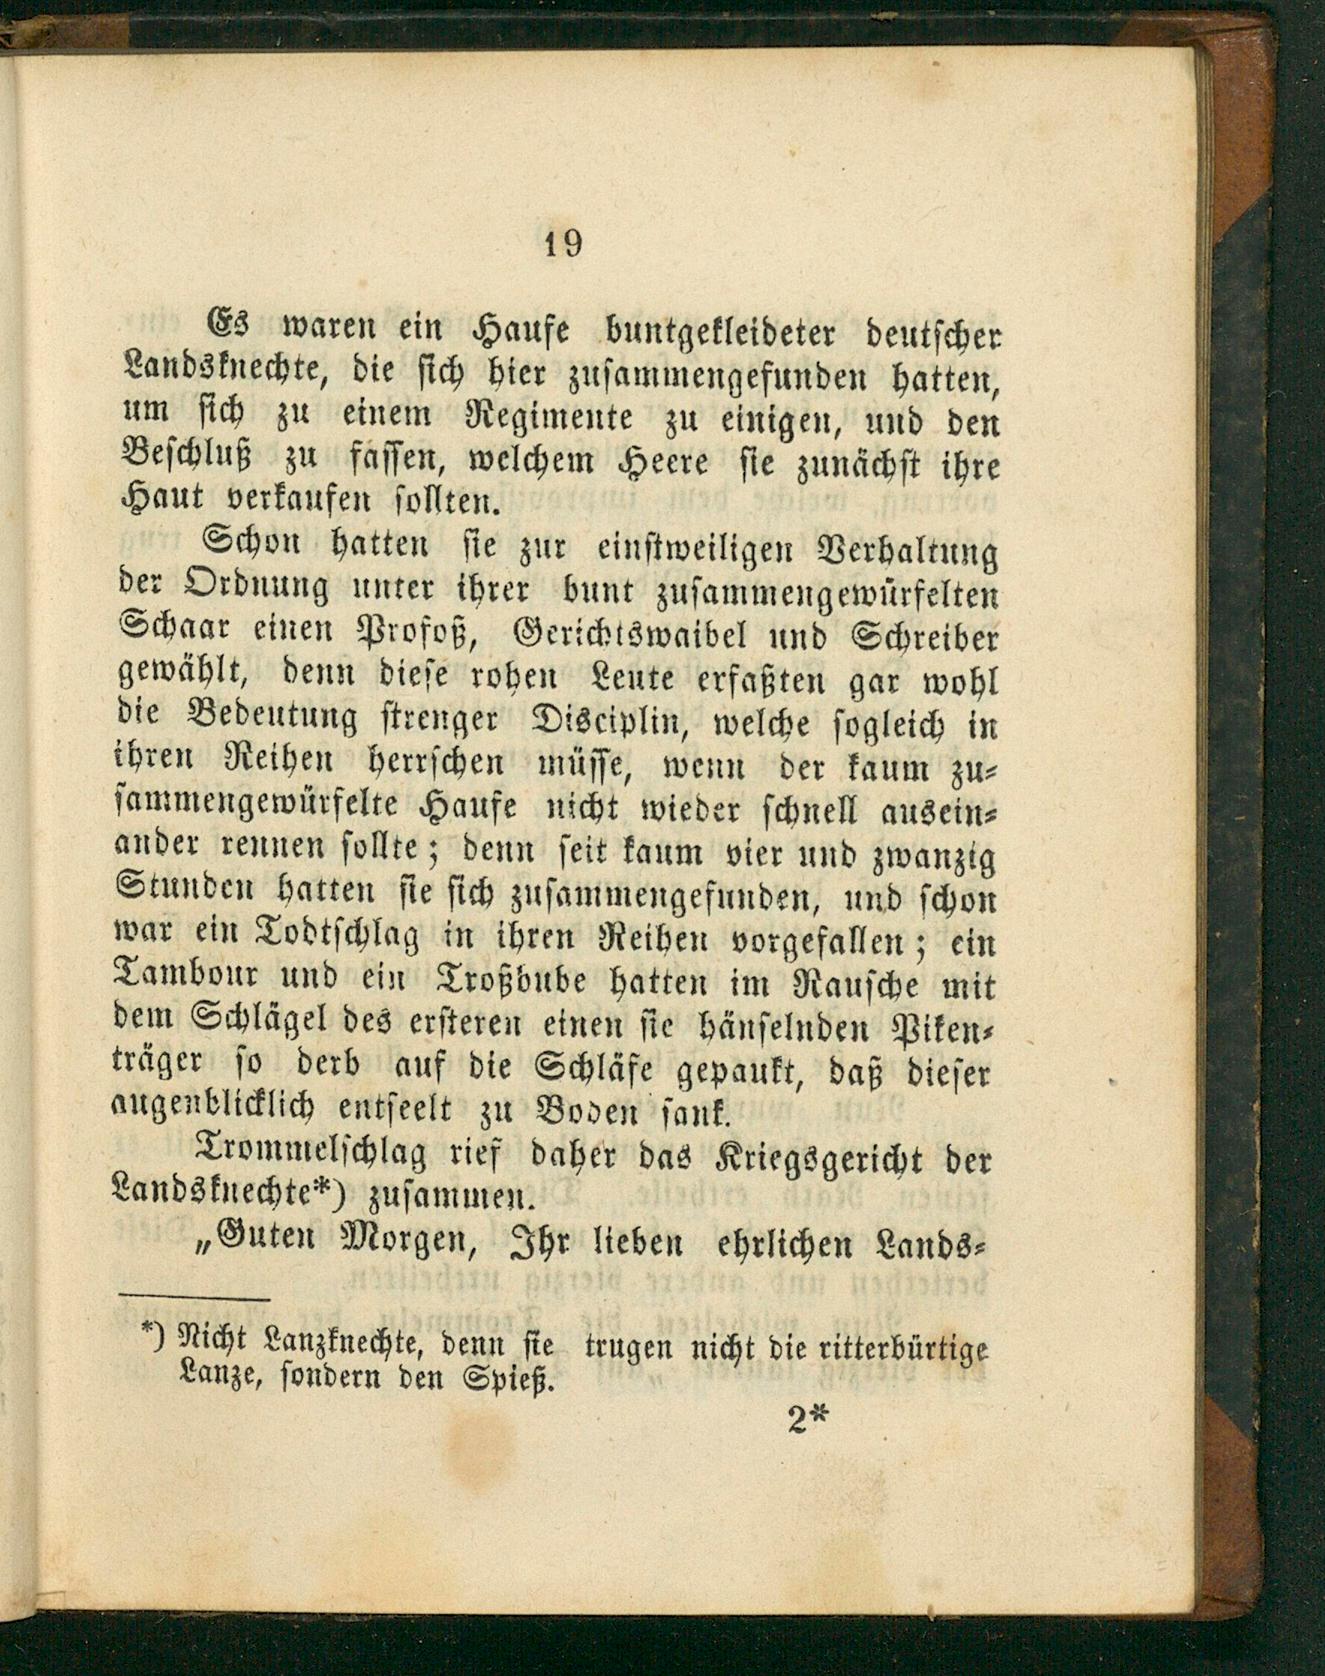 19
Es waren ein Haufe buntgekleideter deutscher
Landsknechte, die sich hier zusammengefunden hatten,
um sich zu einem Regimente zu einigen, und den
Beschluß zu fassen, welchem Heere sie zunächst ihre
Haut verkaufen sollten.
Schon hatten sie zur einstweiligen Verhaltung
der Ordnung unter ihrer bunt zusammengewürfelten
Schaar einen Profoß, Gerichtswaibel und Schreiber
gewählt, denn diese rohen Leute erfaßten gar wohl
die Bedeutung strenger Disciplin, welche sogleich in
ihren Reihen herrschen müsse, wenn der kaum zu⸗
sammengewürfelte Haufe nicht wieder schnell ausein⸗
ander rennen sollte; denn seit kaum vier und zwanzig
Stunden hatten sie sich zusammengefunden, und schon
war ein Todtschlag in ihren Reihen vorgefallen; ein
Tambour und ein Troßbube hatten im Rausche mit
dem Schlägel des ersteren einen sie hänselnden Piken⸗
träger so derb auf die Schläfe gepaukt, daß dieser
augenblicklich entseelt zu Boden sank.
Trommelschlag rief daher das Kriegsgericht der
Landsknechte*) zusammen.
„Guten Morgen, Ihr lieben ehrlichen Lands⸗
*) Nicht Lanzknechte, denn sie trugen nicht die ritterbürtige
Lanze, sondern den Spieß.
2*